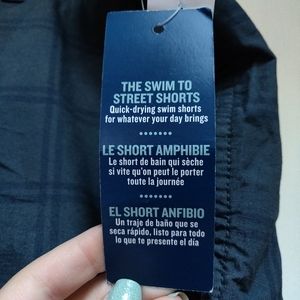 THE SWIM TO
STREET SHORTS
Quick-drying swim shorts
for whatever your day brings
LE SHORT AMPHIBIE
Le short de bain qui sèche
si vite qu'on peut le porter
toute la journée
EL SHORT ANFIBIO
Un traje de baño que se
seca rápido, listo para todo
lo que te presente el día